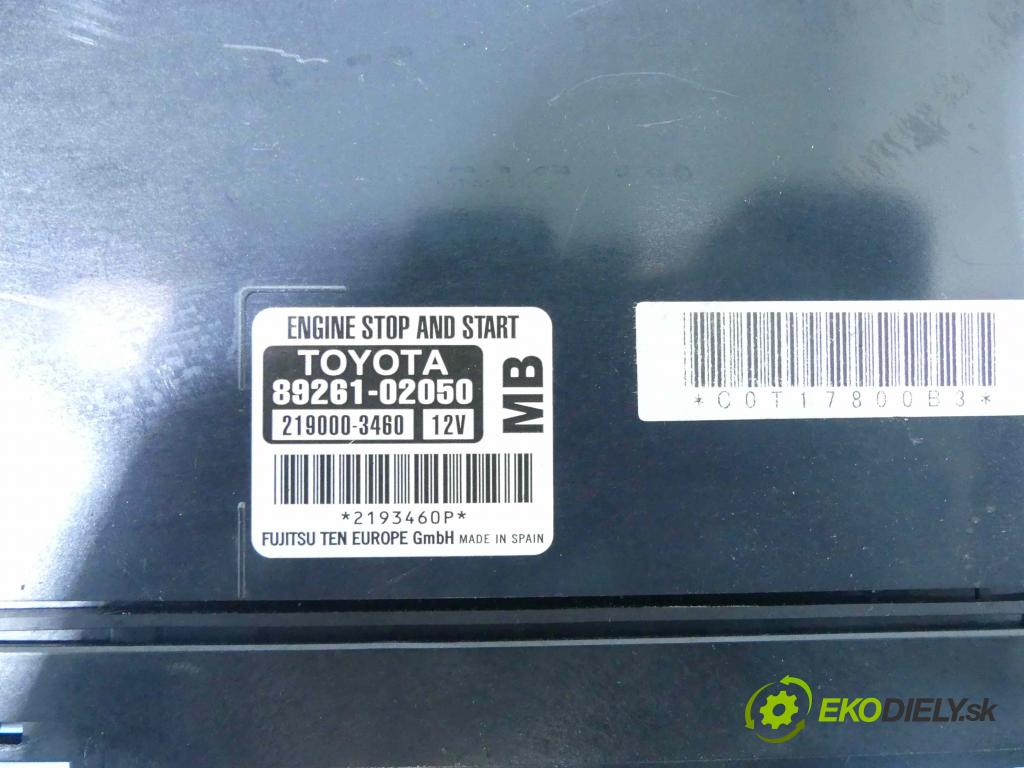 ENGINE STOP AND START
TOYOTA
89261-02050
219000-3460 12V
MB
*2193460P*
FUJITSU TEN EUROPE GmbH MADE IN SPAIN
*C0T17800B3*
EKODIELY.sk